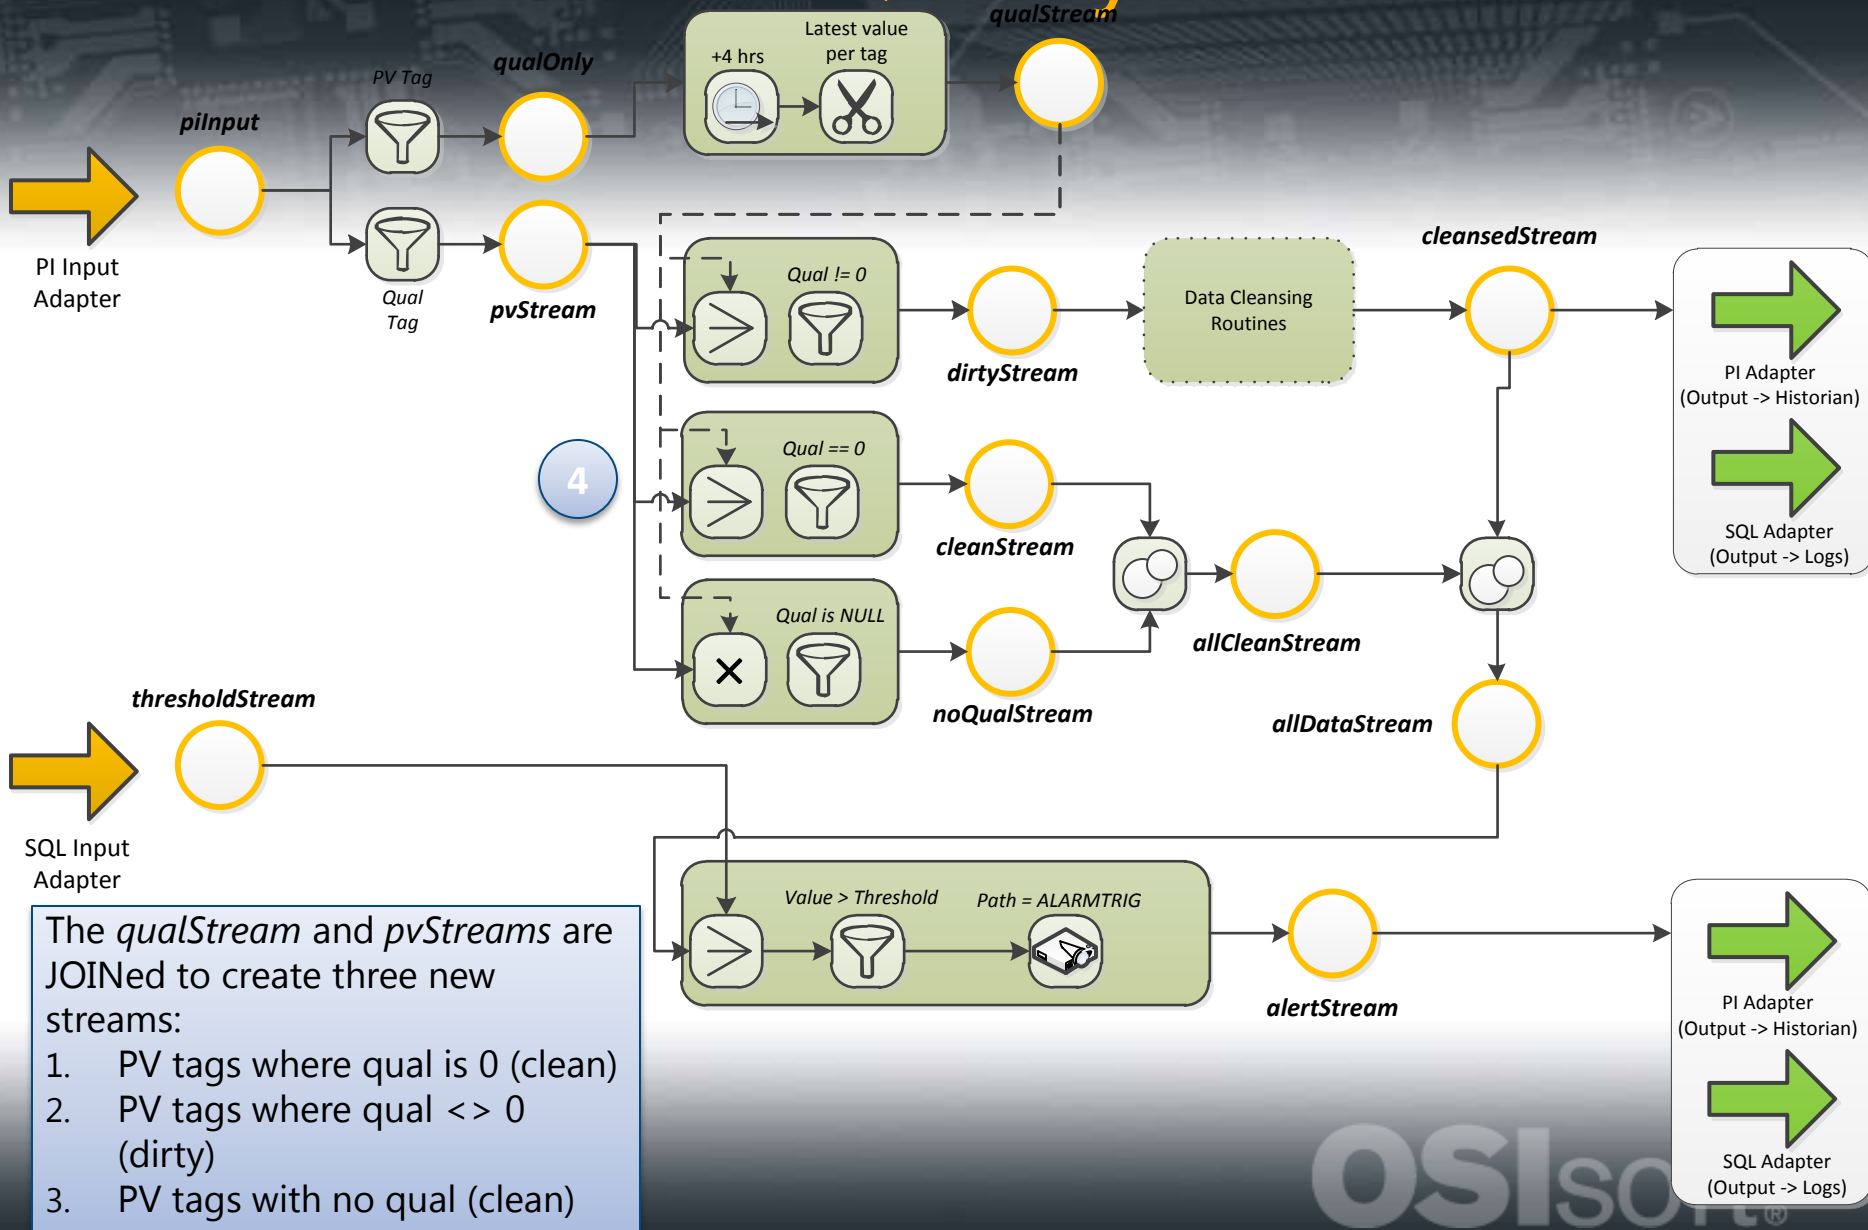 qualStream
Latest value
per tag
+4 hrs
qualOnly
PV Tag
piInput
PI Input
Adapter
Qual
Tag
pvStream
Qual != 0
dirtyStream
Data Cleansing
Routines
cleansedStream
PI Adapter
(Output -> Historian)
SQL Adapter
(Output -> Logs)
4
Qual == 0
cleanStream
allCleanStream
Qual is NULL
noQualStream
allDataStream
thresholdStream
SQL Input
Adapter
Value > Threshold
Path = ALARMTRIG
alertStream
PI Adapter
(Output -> Historian)
SQL Adapter
(Output -> Logs)
The qualStream and pvStreams are
JOINed to create three new
streams:
1. PV tags where qual is 0 (clean)
2. PV tags where qual <> 0
(dirty)
3. PV tags with no qual (clean)
OSIsoft®